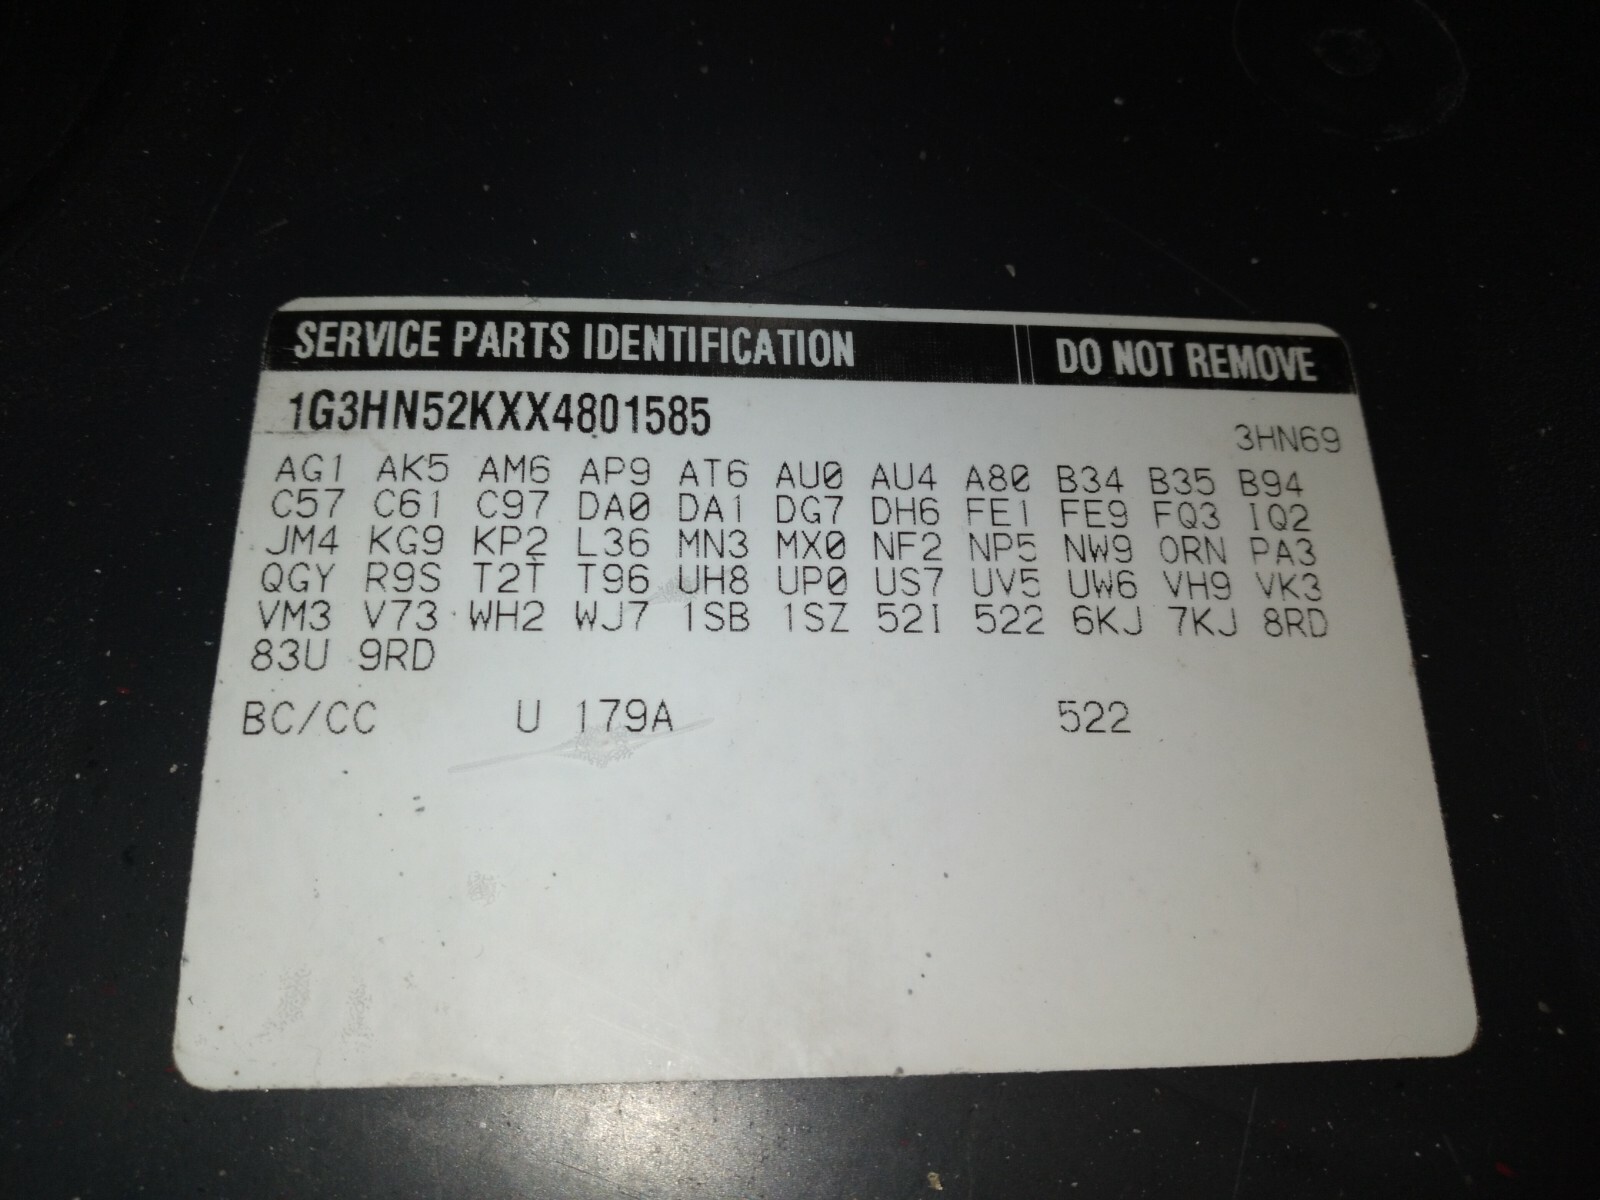 SERVICE PARTS IDENTIFICATION DO NOT REMOVE
1G3HN52KXX4801585
3HN69
AG1 AK5 AM6 AP9 AT6 AU0 AU4 A80 B34 B35 B94
C57 C61 C97 DA0 DA1 DG7 DH6 FE1 FE9 FQ3 IQ2
JM4 KG9 KP2 L36 MN3 MX0 NF2 NP5 NW9 ORN PA3
QGY R9S T2T T96 UH8 UP0 US7 UV5 UW6 VH9 VK3
VM3 V73 WH2 WJ7 1SB 1SZ 52I 522 6KJ 7KJ 8RD
83U 9RD
BC/CC U 179A 522